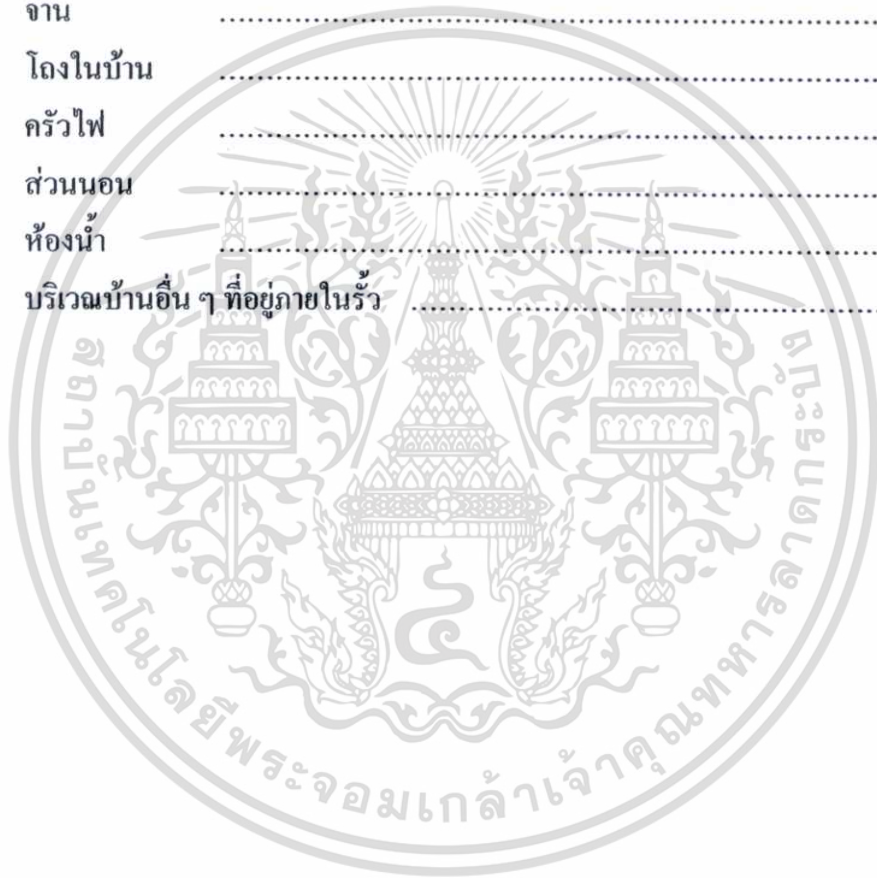 จาน ........................................................................
โถงในบ้าน ........................................................................
ครัวไฟ ........................................................................
ส่วนนอน ........................................................................
ห้องน้ำ ........................................................................
บริเวณบ้านอื่น ๆ ที่อยู่ภายในรั้ว ..................................................
สถาบันเทคโนโลยีพระจอมเกล้าเจ้าคุณทหารลาดกระบัง